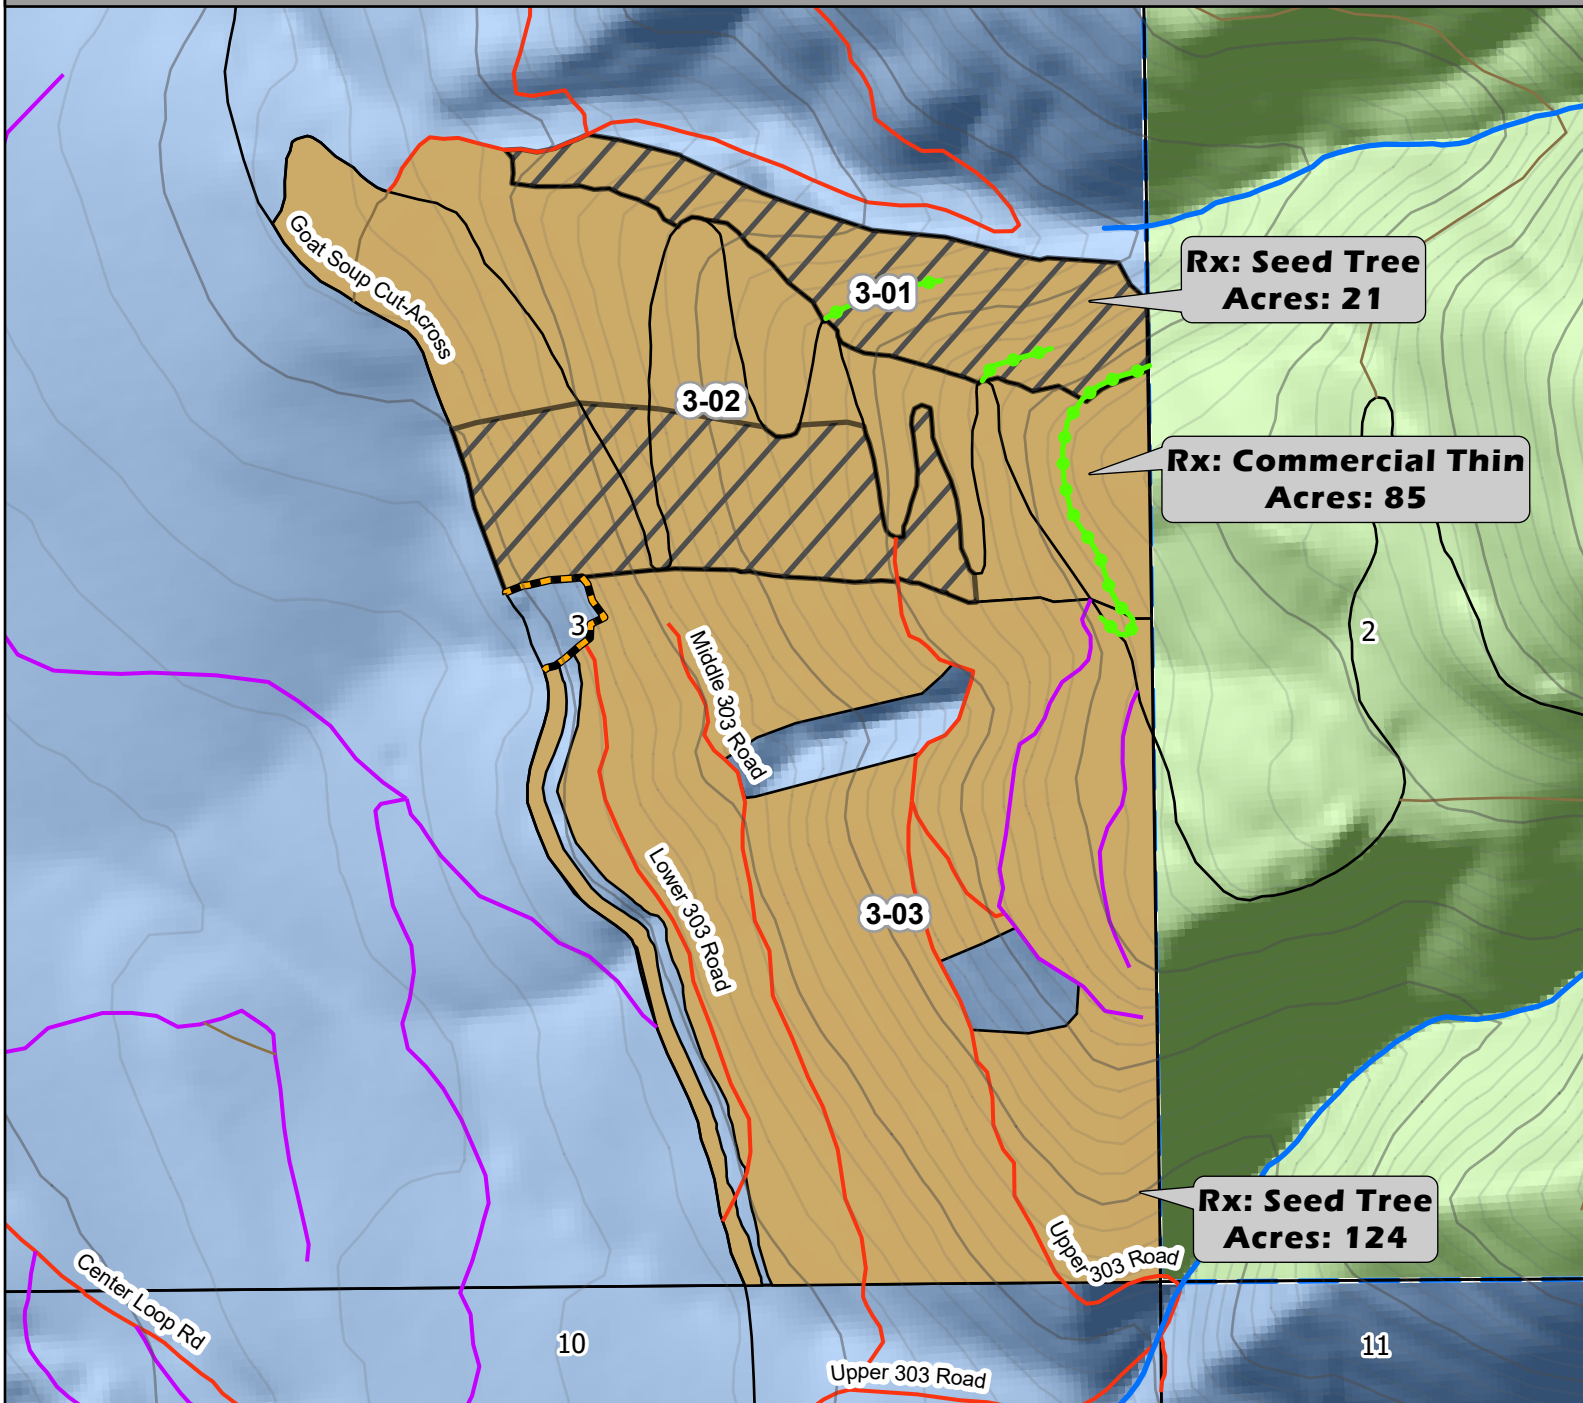 Goat Soup Cut-Across
3-01
Rx: Seed Tree
Acres: 21
3-02
Rx: Commercial Thin
Acres: 85
3
2
Middle 303 Road
Lower 303 Road
3-03
Rx: Seed Tree
Acres: 124
Upper 303 Road
Center Loop Rd
10
11
Upper 303 Road